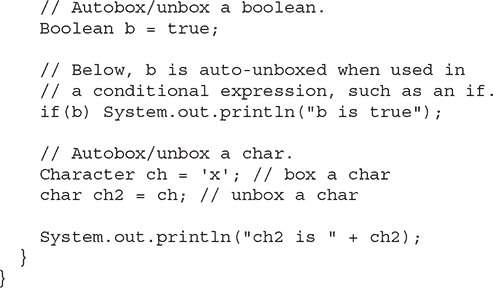 // Autobox/unbox a boolean.
Boolean b = true;
// Below, b is auto-unboxed when used in
// a conditional expression, such as an if.
if(b) System.out.println("b is true");
// Autobox/unbox a char.
Character ch = 'x'; // box a char
char ch2 = ch; // unbox a char
System.out.println("ch2 is " + ch2);
}
}